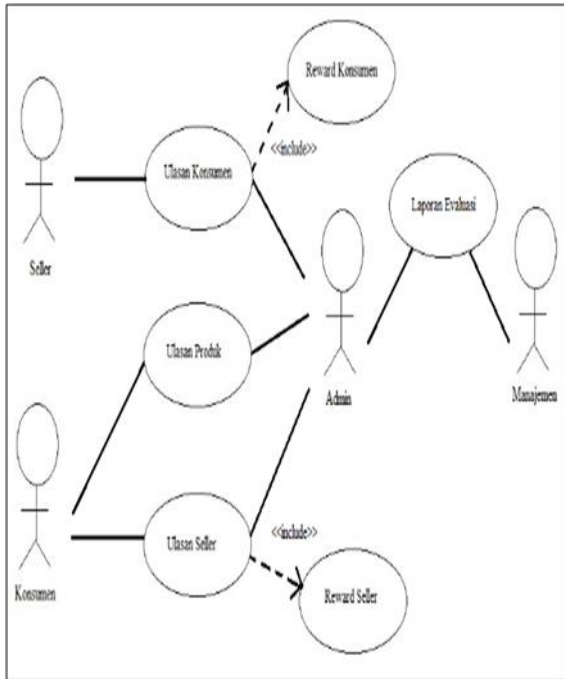 Reward Konsumen
<<include>>
Ulasan Konsumen
Laporan Evaluasi
Seller
Ulasan Produk
Admin
Manajemen
Ulasan Seller
<<include>>
Konsumen
Reward Seller